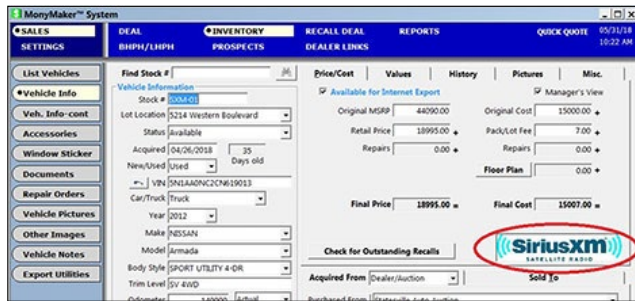 MonyMaker™ System
SALES
SETTINGS
DEAL
INVENTORY
RECALL DEAL
REPORTS
QUICK QUOTE
05/31/18
BHPH/LHPH
PROSPECTS
DEALER LINKS
10:22 AM
List Vehicles
Vehicle Info
Veh. Info-cont
Accessories
Window Sticker
Documents
Repair Orders
Vehicle Pictures
Other Images
Vehicle Notes
Export Utilities
Find Stock #
Vehicle Information
Stock # SXM-01
Lot Location 5214 Western Boulevard
Status Available
Acquired 04/26/2018 35
Days old
New/Used Used
VIN 5N1AA0NC2CN619013
Car/Truck Truck
Year 2012
Make NISSAN
Model Armada
Body Style SPORT UTILITY 4-DR
Trim Level SV 4WD
Odometer 140000 Actual
Price/Cost Values History Pictures Misc.
Available for Internet Export Manager's View
Original MSRP 44090.00 Original Cost 15000.00 +
Retail Price 18995.00 + Pack/Lot Fee 7.00 +
Repairs 0.00 + Repairs 0.00 +
Floor Plan 0.00 +
Final Price 18995.00 = Final Cost 15007.00 =
Check for Outstanding Recalls
((SiriusXM))
SATELLITE RADIO
Acquired From Dealer/Auction Sold To
Purchased From Statesville Auto Auction